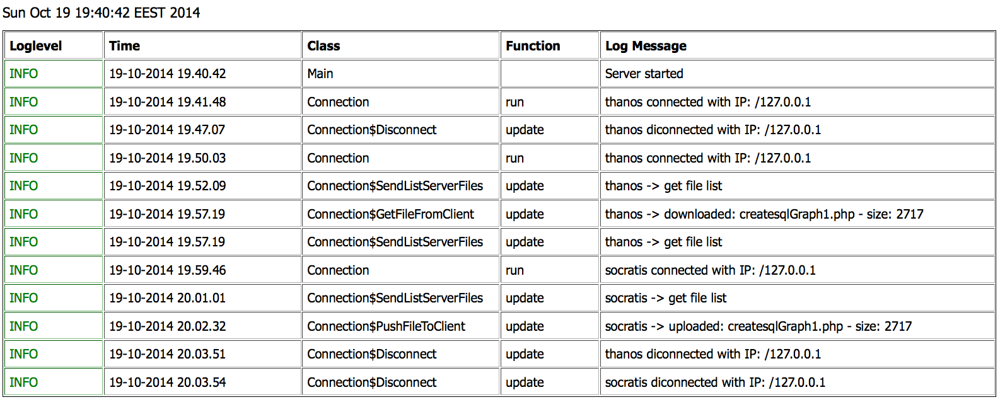 Sun Oct 19 19:40:42 EEST 2014
Loglevel Time Class Function Log Message
INFO 19-10-2014 19.40.42 Main Server started
INFO 19-10-2014 19.41.48 Connection run thanos connected with IP: /127.0.0.1
INFO 19-10-2014 19.47.07 Connection$Disconnect update thanos diconnected with IP: /127.0.0.1
INFO 19-10-2014 19.50.03 Connection run thanos connected with IP: /127.0.0.1
INFO 19-10-2014 19.52.09 Connection$SendListServerFiles update thanos -> get file list
INFO 19-10-2014 19.57.19 Connection$GetFileFromClient update thanos -> downloaded: createsqlGraph1.php - size: 2717
INFO 19-10-2014 19.57.19 Connection$SendListServerFiles update thanos -> get file list
INFO 19-10-2014 19.59.46 Connection run socratis connected with IP: /127.0.0.1
INFO 19-10-2014 20.01.01 Connection$SendListServerFiles update socratis -> get file list
INFO 19-10-2014 20.02.32 Connection$PushFileToClient update socratis -> uploaded: createsqlGraph1.php - size: 2717
INFO 19-10-2014 20.03.51 Connection$Disconnect update thanos diconnected with IP: /127.0.0.1
INFO 19-10-2014 20.03.54 Connection$Disconnect update socratis diconnected with IP: /127.0.0.1